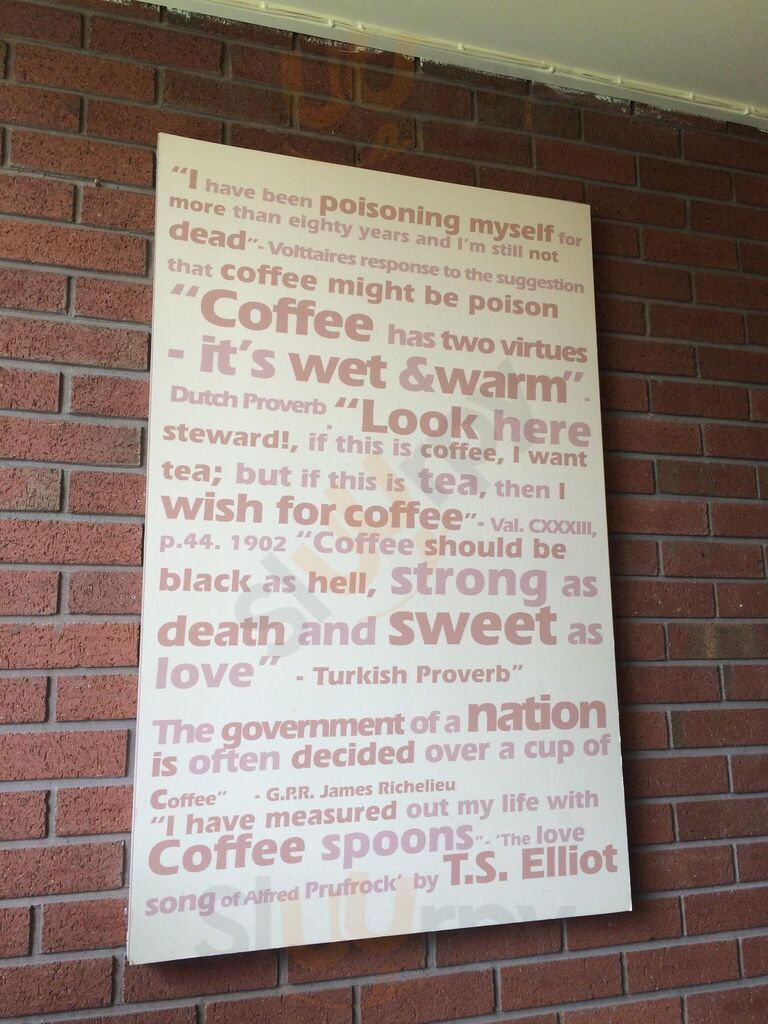 “I have been poisoning myself for
more than eighty years and I’m still not
dead”- Volttaires response to the suggestion
that coffee might be poison
“Coffee has two virtues
- it’s wet &warm”-
Dutch Proverb. “Look here
steward!, if this is coffee, I want
tea; but if this is tea, then I
wish for coffee”- Val. CXXXIII,
p.44. 1902 “Coffee should be
black as hell, strong as
death and sweet as
love” - Turkish Proverb”
The government of a nation
is often decided over a cup of
Coffee” - G.P.R. James Richelieu
“I have measured out my life with
Coffee spoons”- ‘The love
song of Alfred Prufrock’ by T.S. Elliot
sluurpy
sluurpy